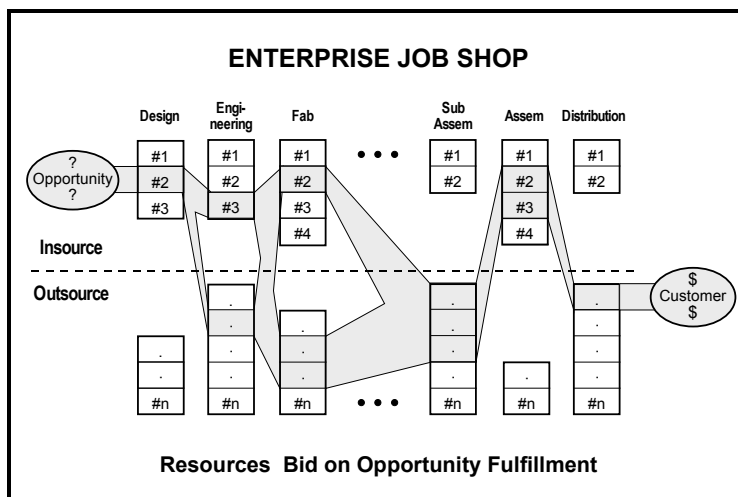 ENTERPRISE JOB SHOP
Design
Engi-
neering
Fab
Sub
Assem
Assem
Distribution
?
Opportunity
?
#1
#2
#3
#1
#2
#3
#1
#2
#3
#4
• • •
#1
#2
#1
#2
#3
#4
#1
#2
Insource
Outsource
$
Customer
$
.
.
#n
.
.
.
.
#n
.
.
.
#n
• • •
.
.
.
.
#n
.
#n
.
.
.
.
#n
Resources Bid on Opportunity Fulfillment